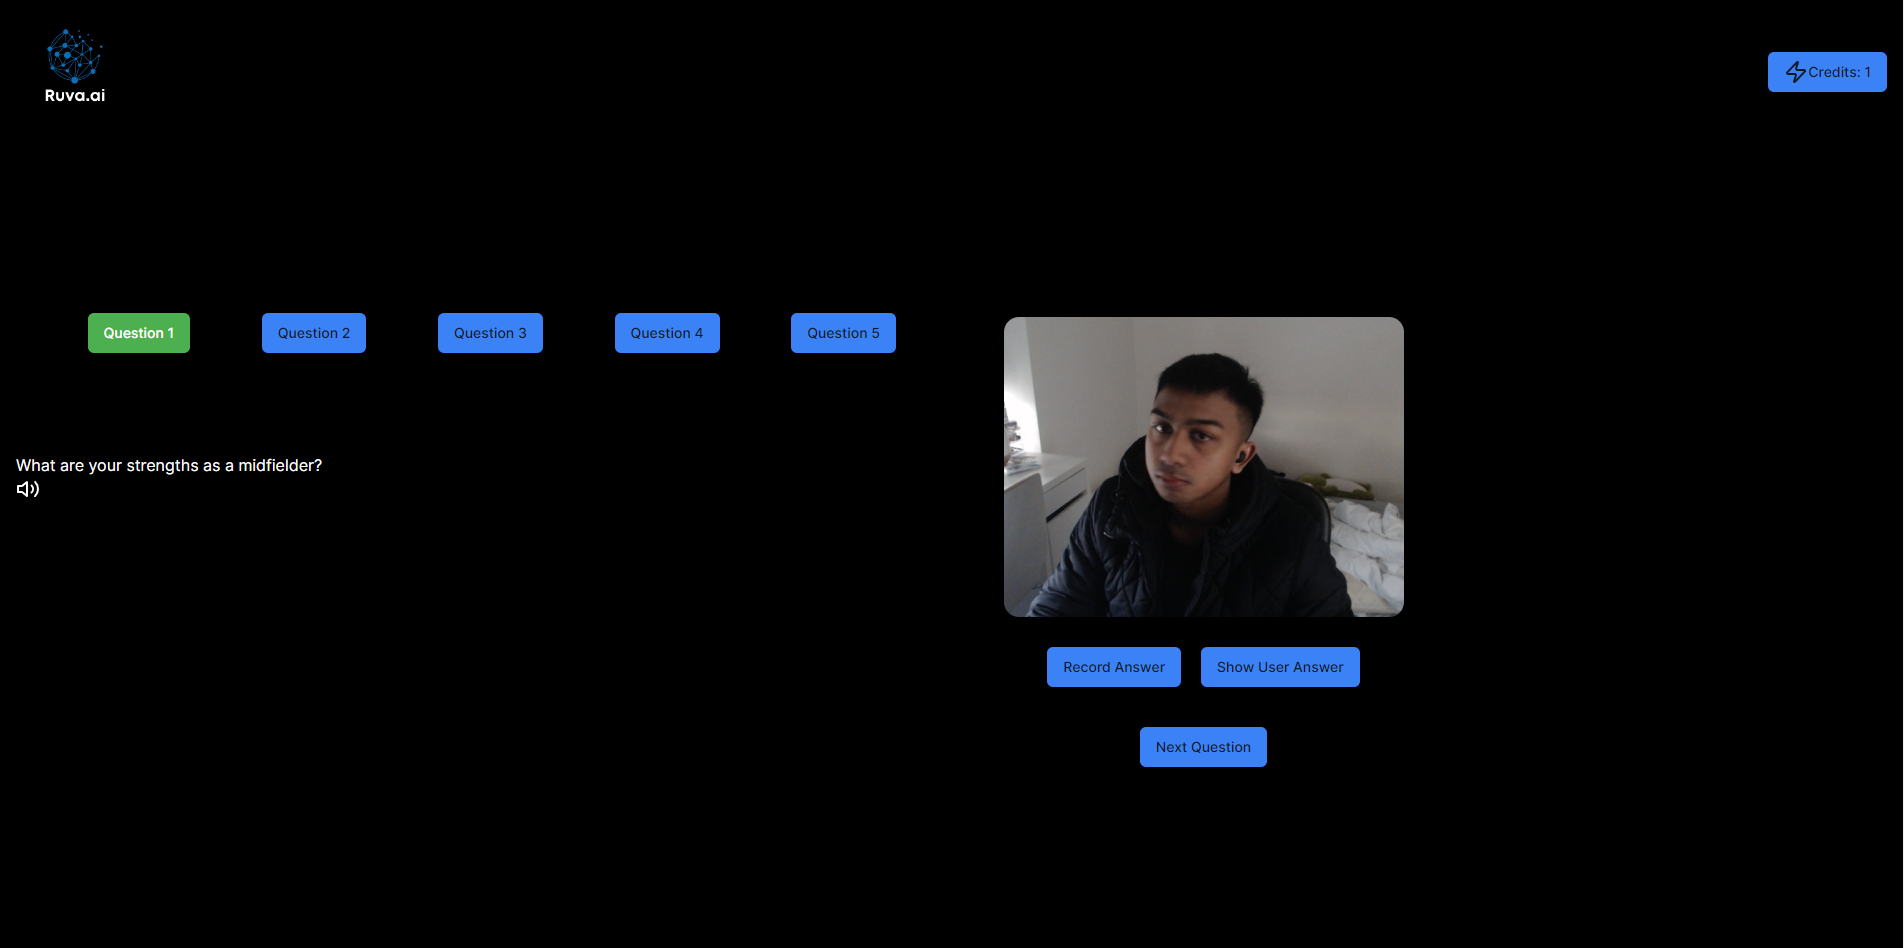 Ruva.ai
Credits: 1
Question 1
Question 2
Question 3
Question 4
Question 5
What are your strengths as a midfielder?
Record Answer
Show User Answer
Next Question